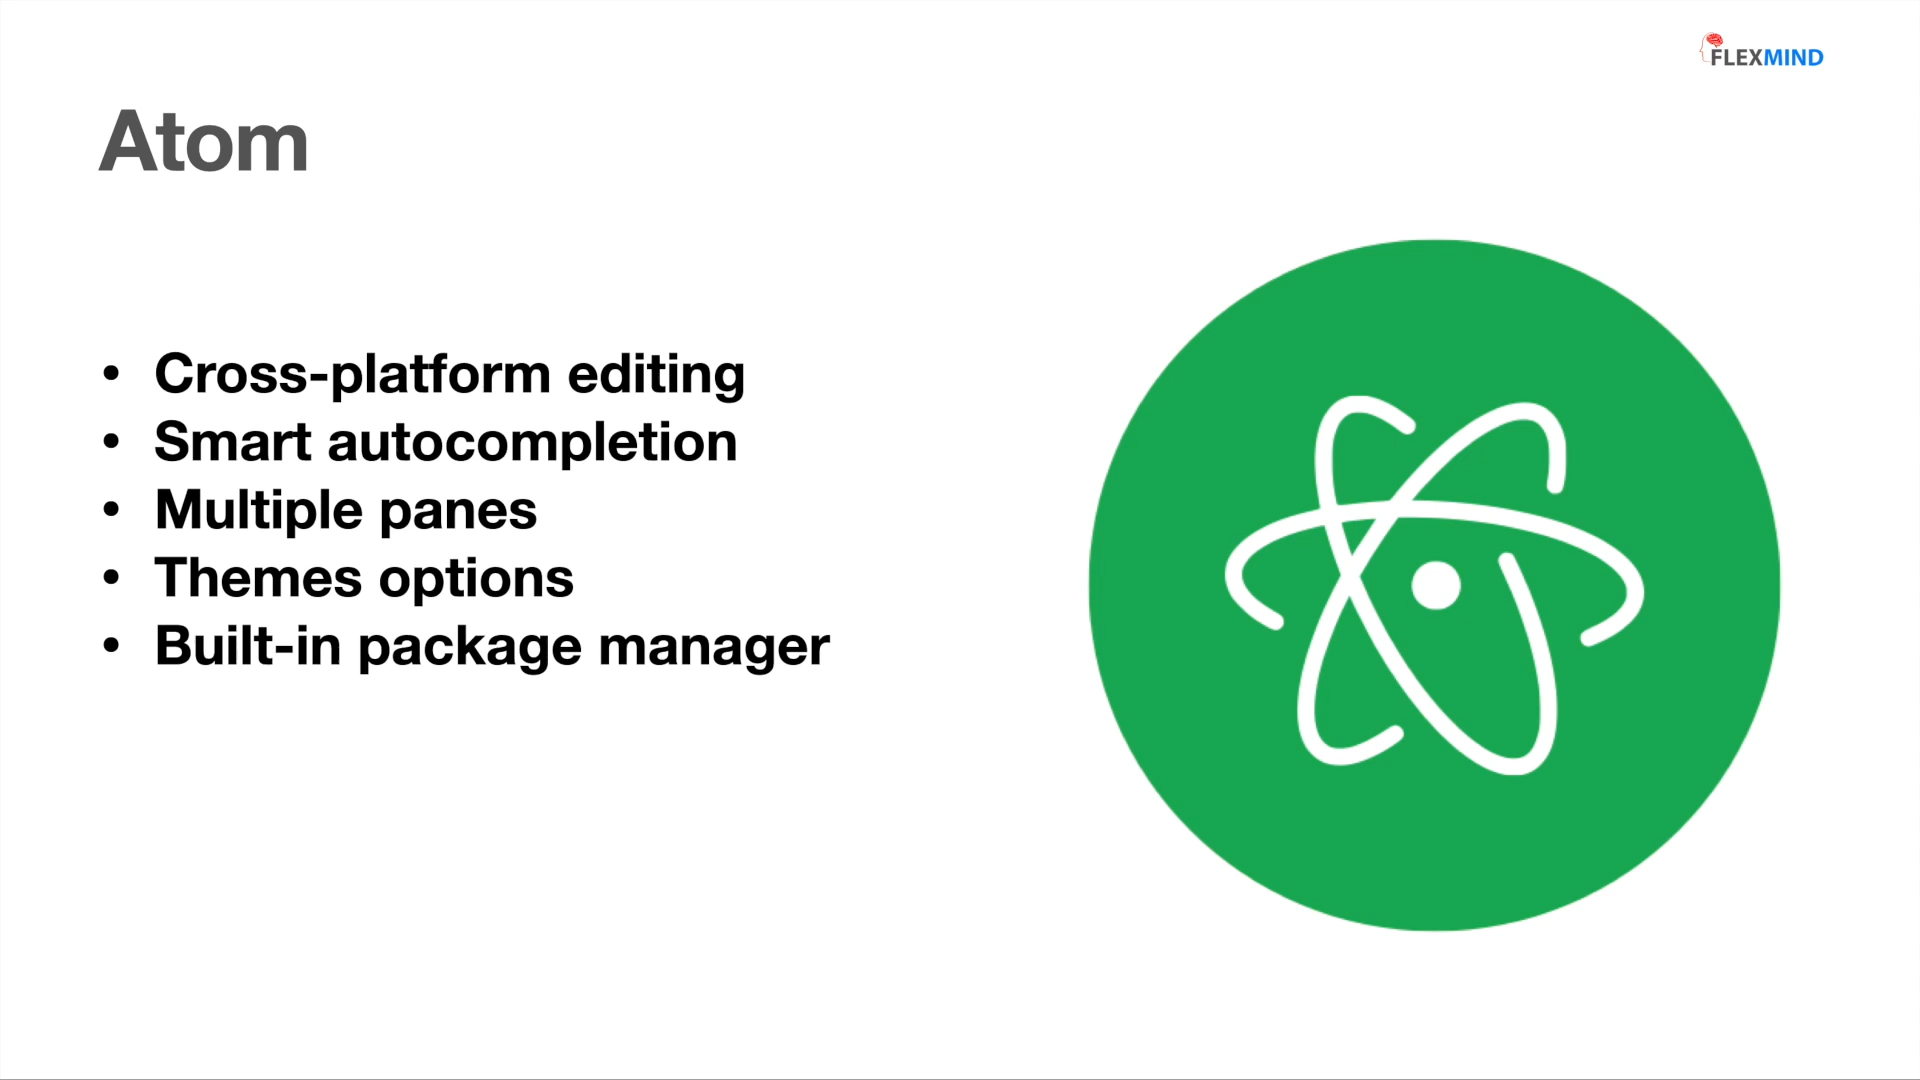 FLEXMIND
Atom
• Cross-platform editing
• Smart autocompletion
• Multiple panes
• Themes options
• Built-in package manager